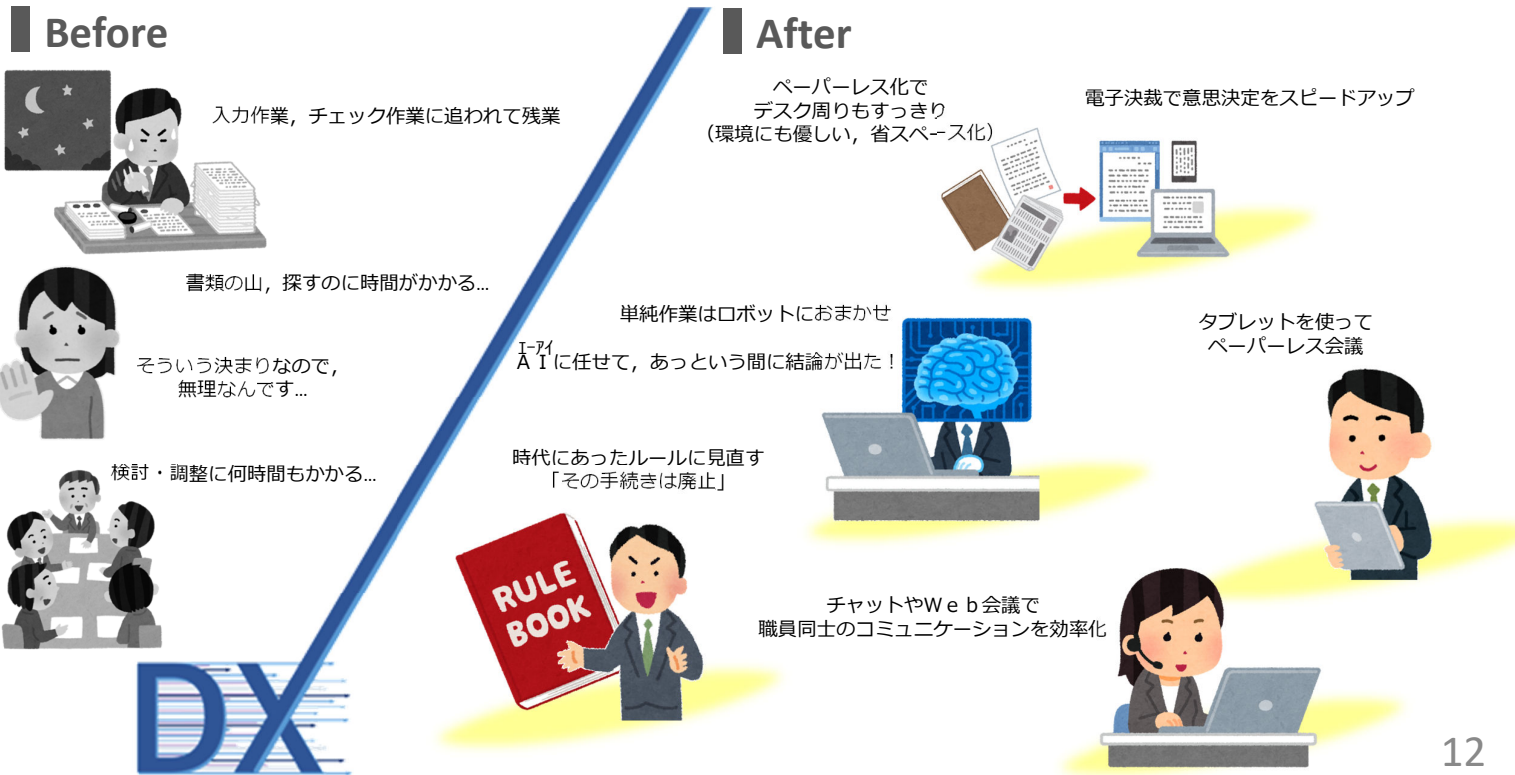 Before
入力作業，チェック作業に追われて残業
書類の山，探すのに時間がかかる…
そういう決まりなので，
無理なんです…
検討・調整に何時間もかかる…
DX
After
ペーパーレス化で
デスク周りもすっきり
（環境にも優しい，省スペース化）
電子決裁で意思決定をスピードアップ
単純作業はロボットにおまかせ
エーアイ
ＡＩに任せて，あっという間に結論が出た！
タブレットを使って
ペーパーレス会議
時代にあったルールに見直す
「その手続きは廃止」
RULE
BOOK
チャットやＷｅｂ会議で
職員同士のコミュニケーションを効率化
12